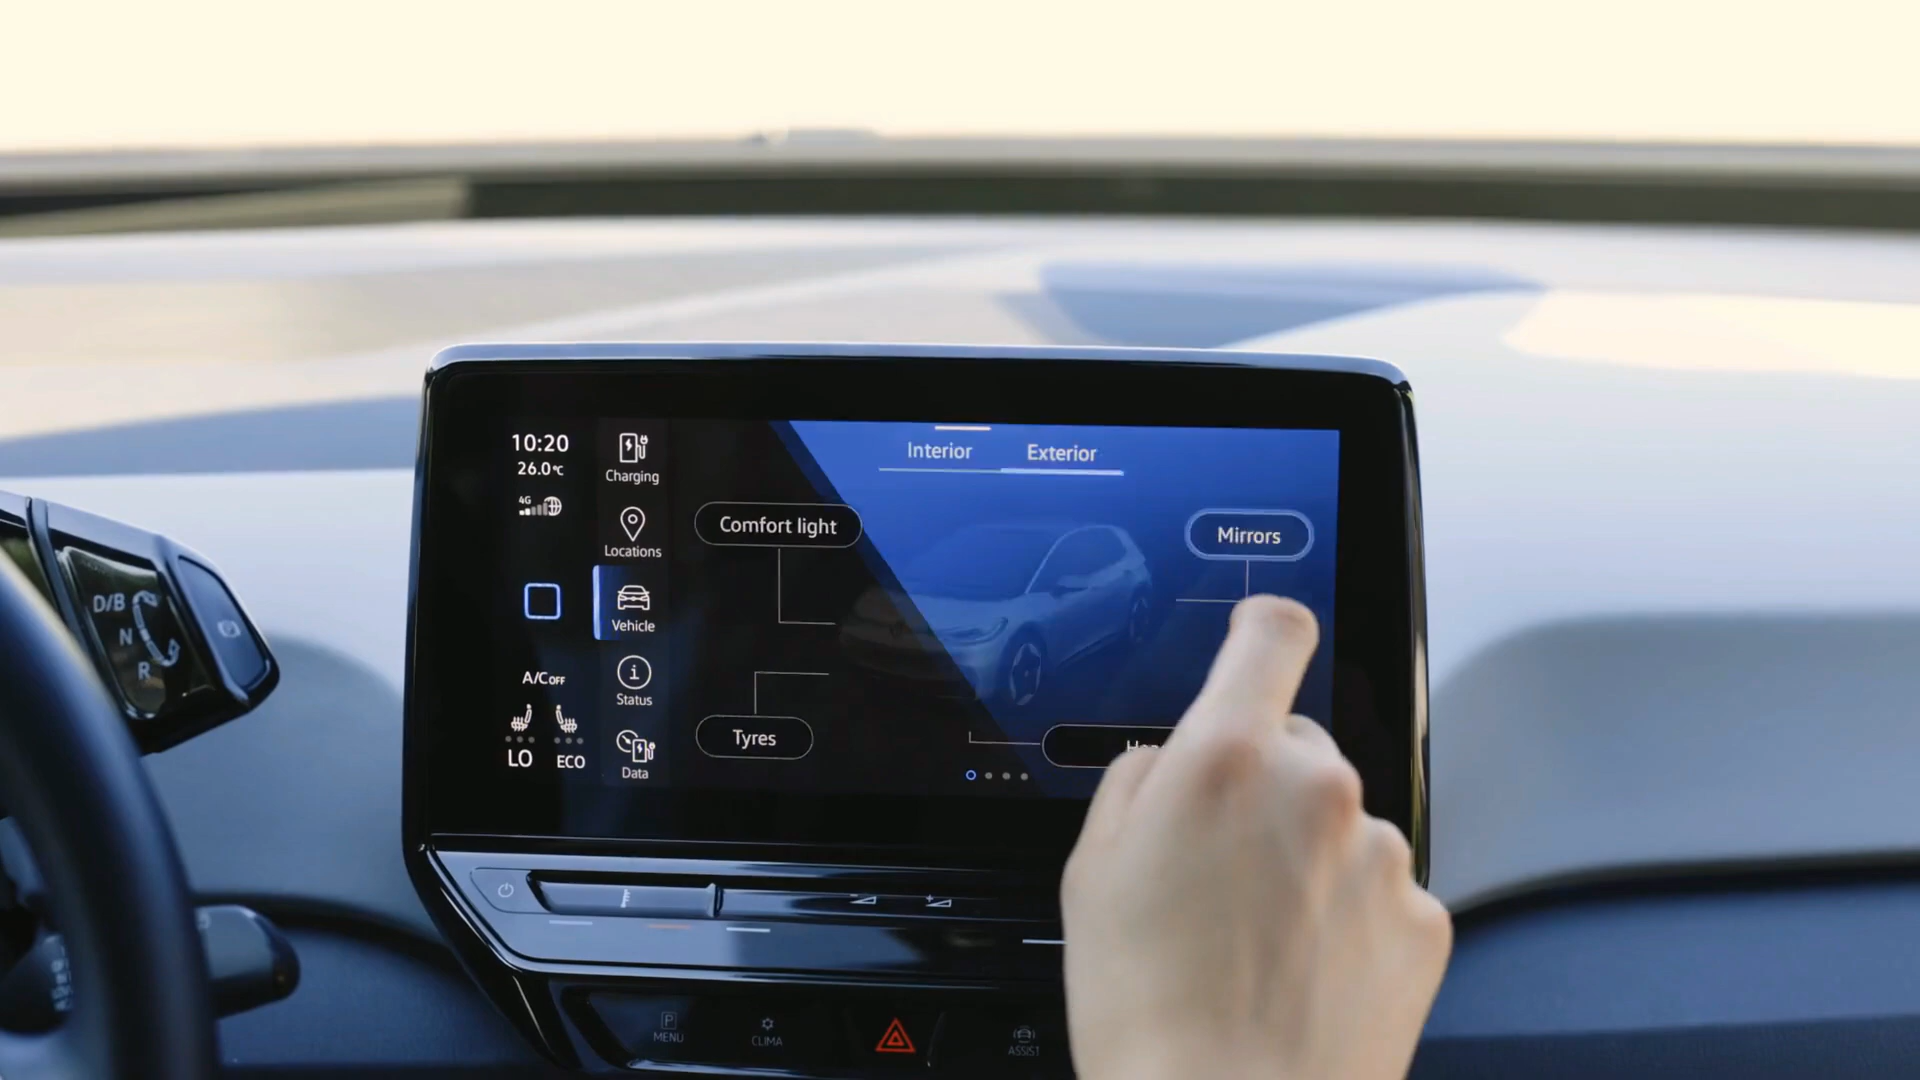 10:20
26.0°C
4G
A/C OFF
LO
ECO
Charging
Locations
Vehicle
Status
Data
Interior
Exterior
Comfort light
Mirrors
Tyres
D/B
N
R
P
MENU
CLIMA
ASSIST